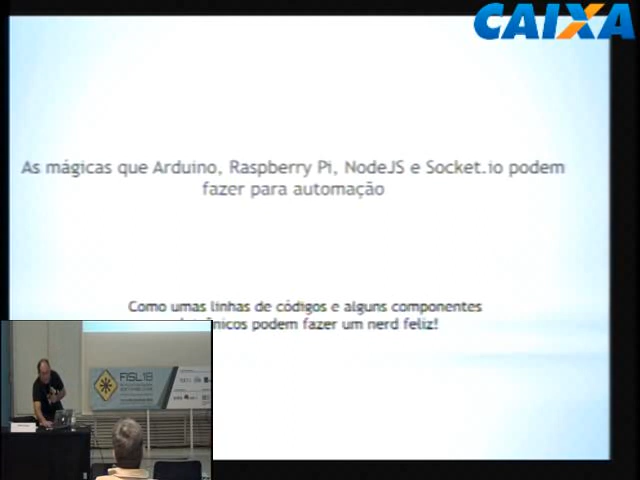 CAIXA
As mágicas que Arduino, Raspberry Pi, NodeJS e Socket.io podem
fazer para automação
Como umas linhas de códigos e alguns componentes
podem fazer um nerd feliz!
FISL18